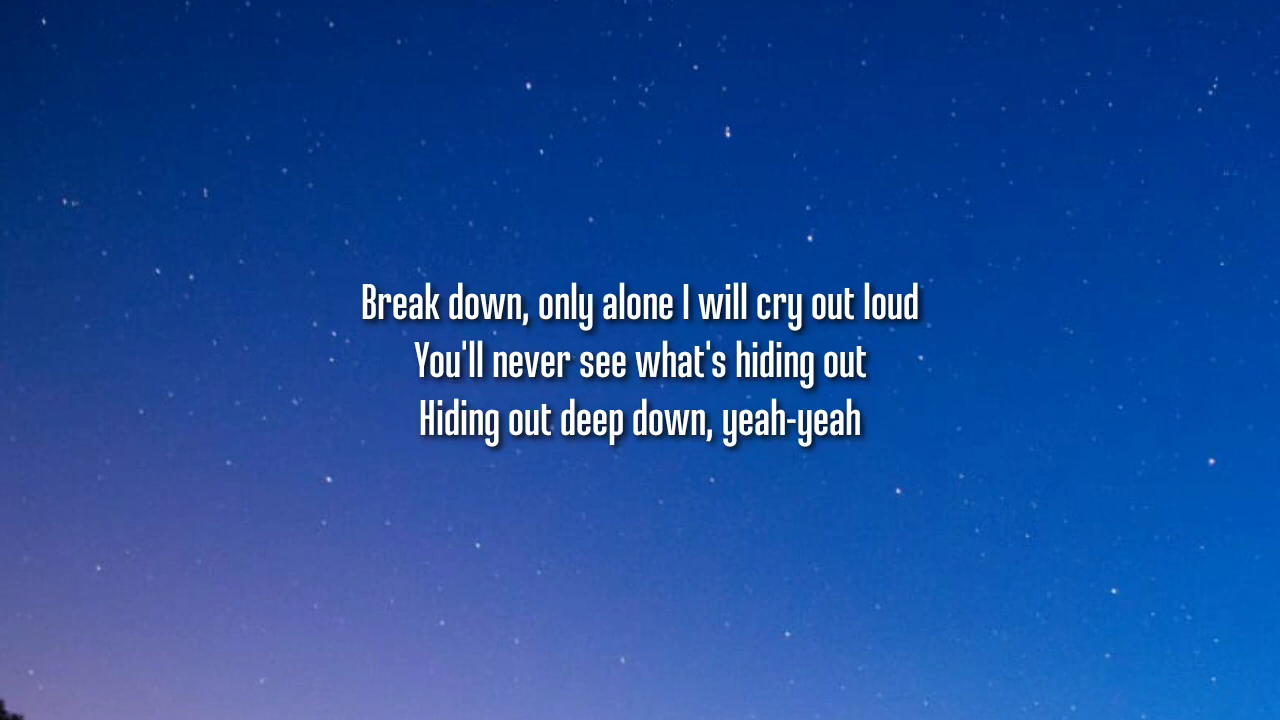 Break down, only alone I will cry out loud
You'll never see what's hiding out
Hiding out deep down, yeah-yeah